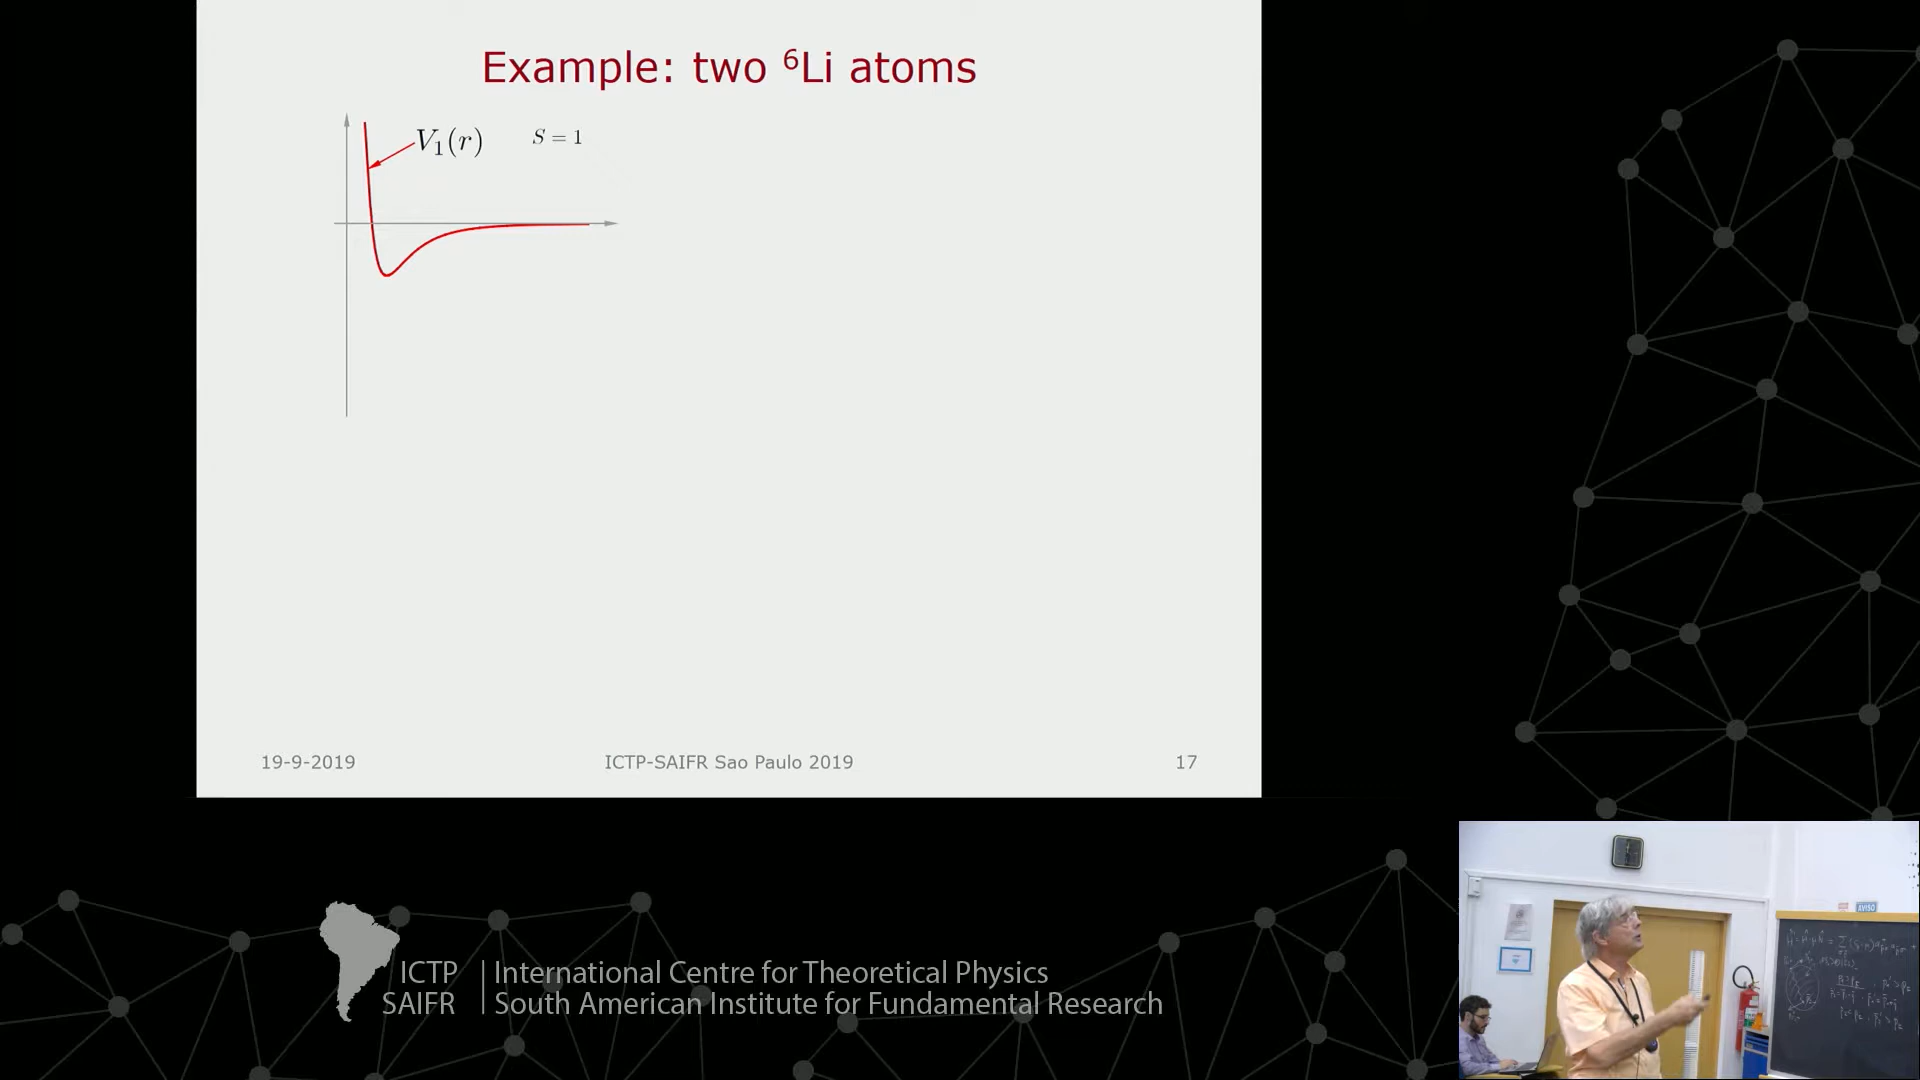 Example: two ⁶Li atoms
V₁(r) S = 1
19-9-2019 ICTP-SAIFR Sao Paulo 2019 17
ICTP | International Centre for Theoretical Physics
SAIFR | South American Institute for Fundamental Research
AVISO